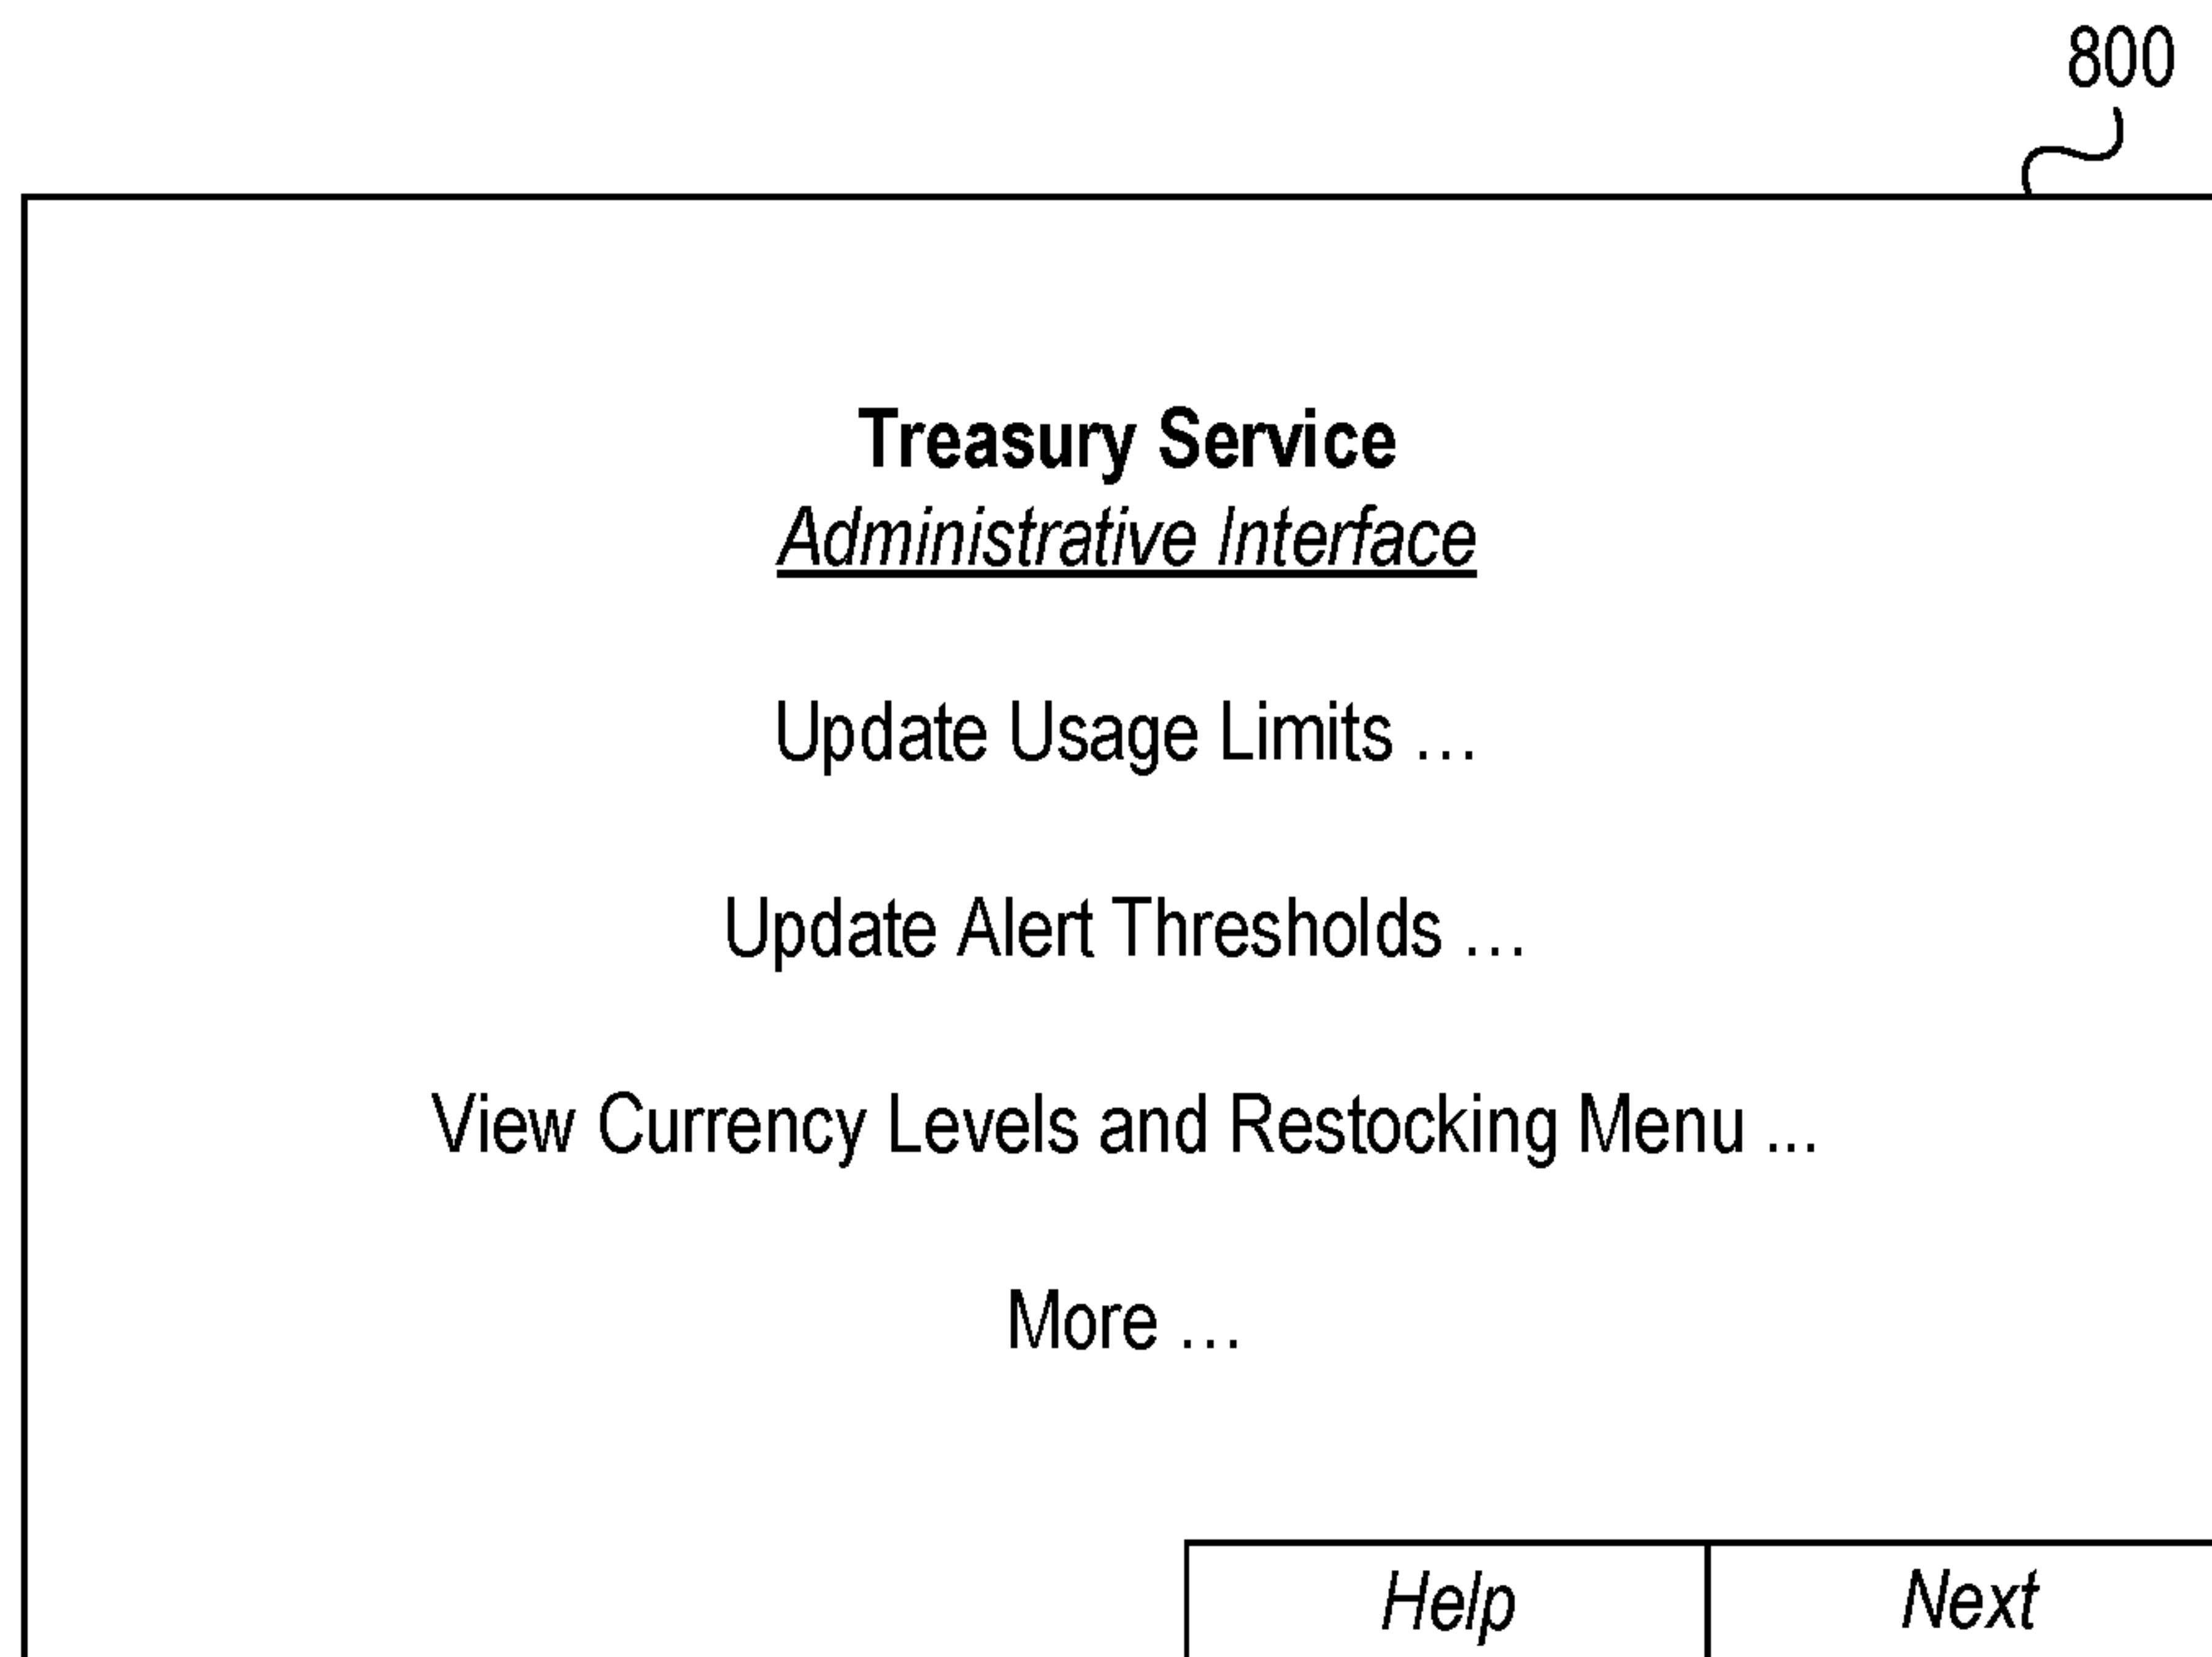 800
Treasury Service
Administrative Interface
Update Usage Limits ...
Update Alert Thresholds ...
View Currency Levels and Restocking Menu ...
More ...
Help
Next